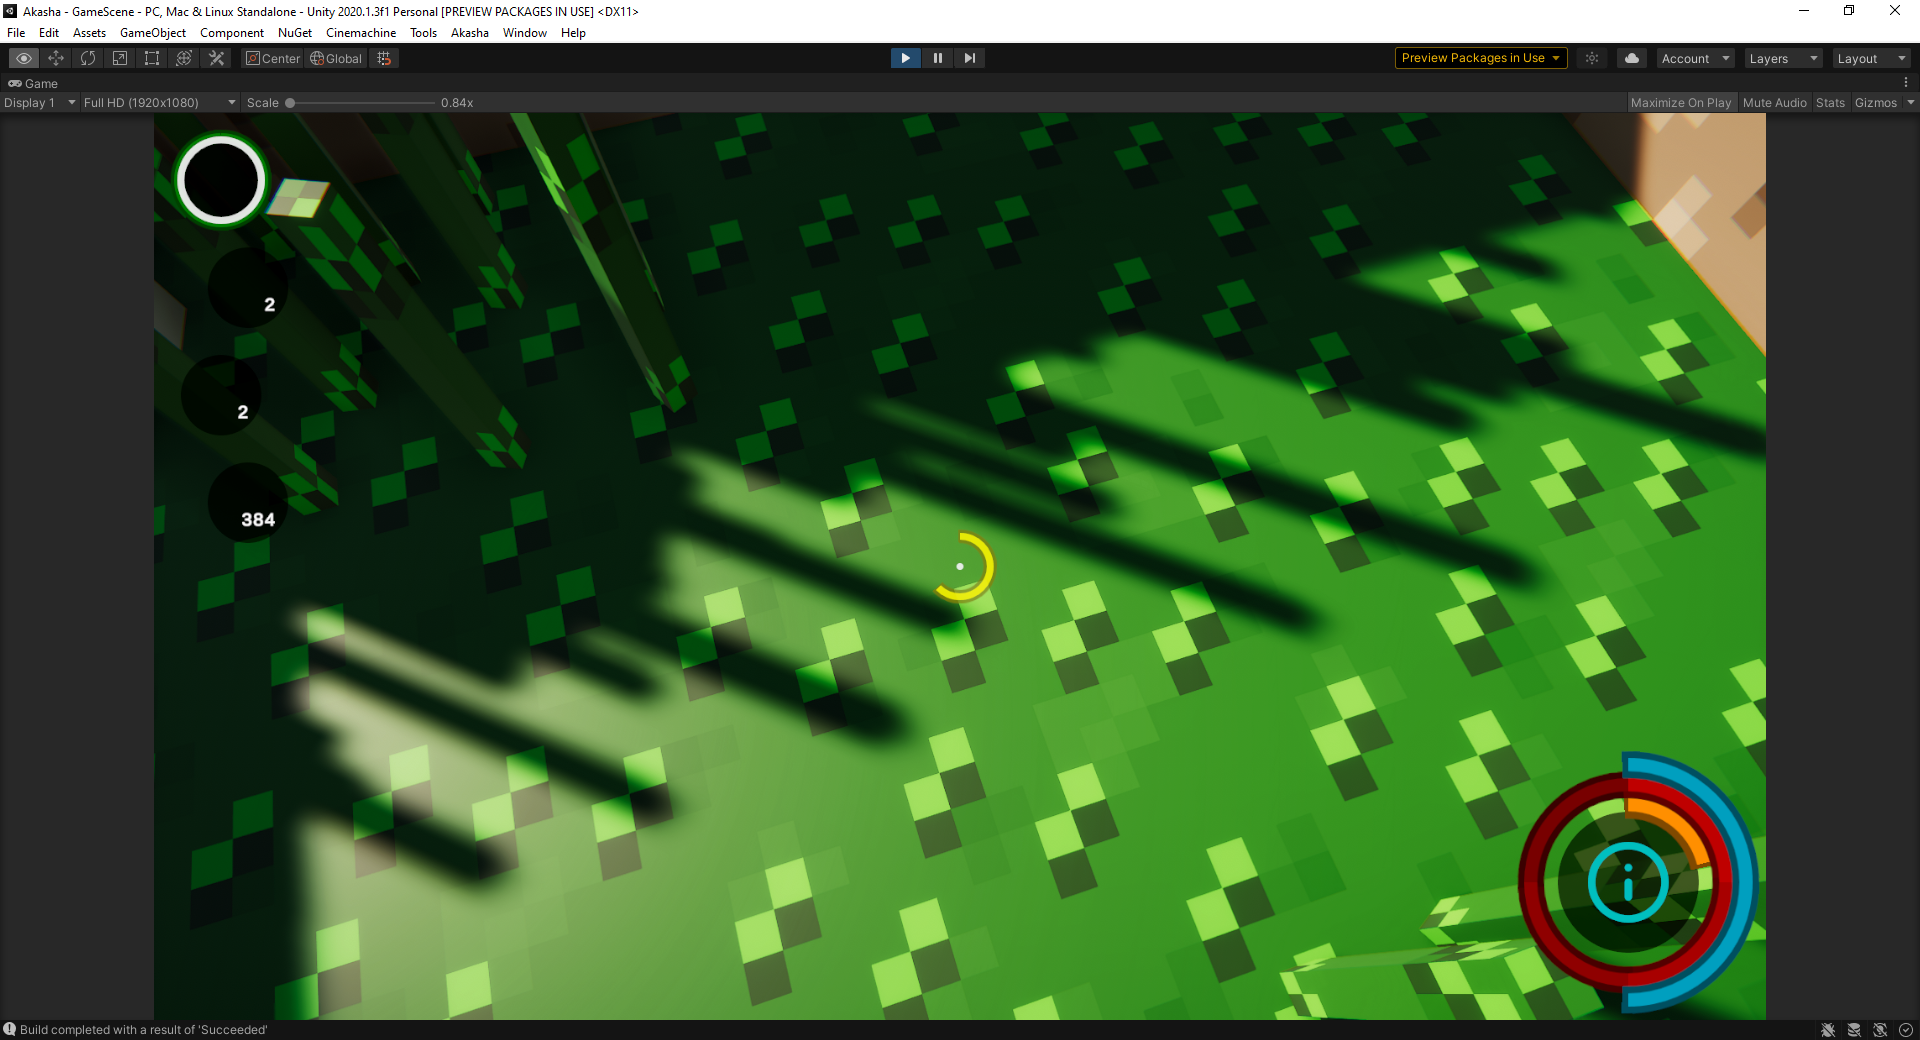 Akasha - GameScene - PC, Mac & Linux Standalone - Unity 2020.1.3f1 Personal [PREVIEW PACKAGES IN USE] <DX11>
File Edit Assets GameObject Component NuGet Cinemachine Tools Akasha Window Help
Center Global Preview Packages in Use Account Layers Layout
Game
Display 1 Full HD (1920x1080) Scale 0.84x Maximize On Play Mute Audio Stats Gizmos
2
2
384
Build completed with a result of 'Succeeded'